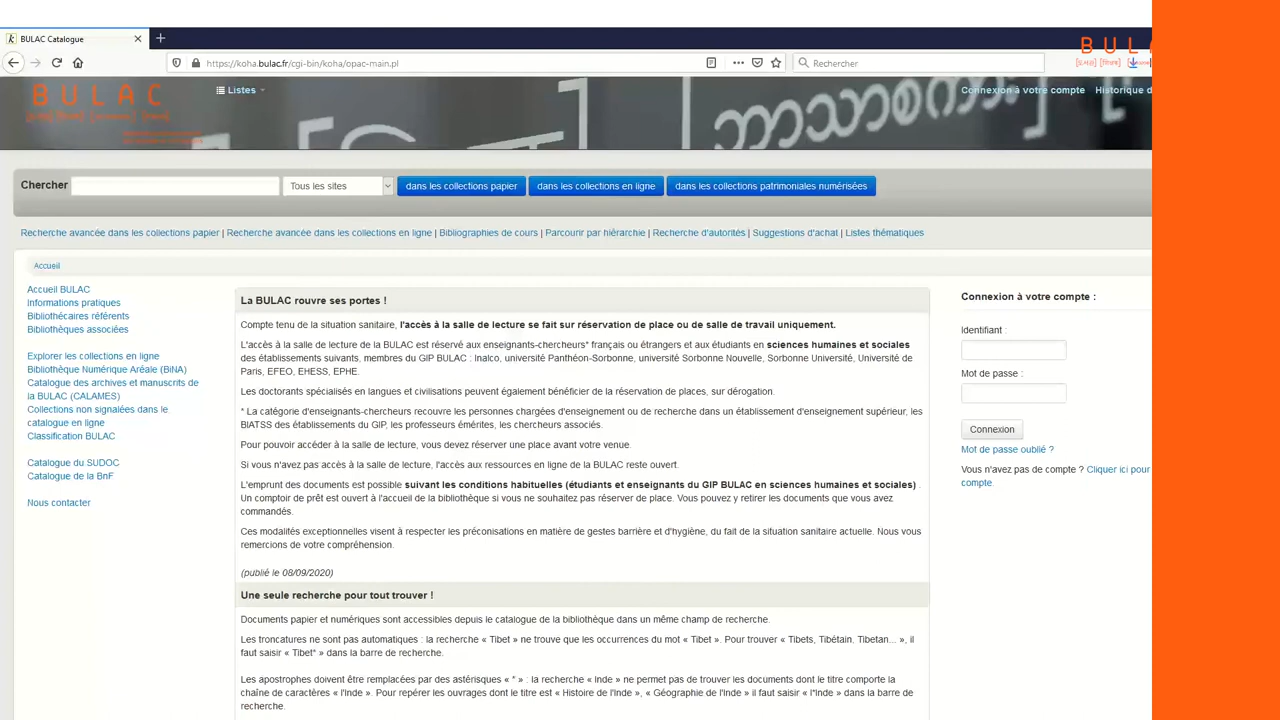 BULAC Catalogue
https://koha.bulac.fr/cgi-bin/koha/opac-main.pl
Rechercher
BULAC
BULA
Listes
Connexion à votre compte
Historique d
Chercher
Tous les sites
dans les collections papier
dans les collections en ligne
dans les collections patrimoniales numérisées
Recherche avancée dans les collections papier | Recherche avancée dans les collections en ligne | Bibliographies de cours | Parcourir par hiérarchie | Recherche d'autorités | Suggestions d'achat | Listes thématiques
Accueil
Accueil BULAC
Informations pratiques
Bibliothécaires référents
Bibliothèques associées
Explorer les collections en ligne
Bibliothèque Numérique Aréale (BiNA)
Catalogue des archives et manuscrits de
la BULAC (CALAMES)
Collections non signalées dans le
catalogue en ligne
Classification BULAC
Catalogue du SUDOC
Catalogue de la BnF
Nous contacter
La BULAC rouvre ses portes !
Compte tenu de la situation sanitaire, l'accès à la salle de lecture se fait sur réservation de place ou de salle de travail uniquement.
L'accès à la salle de lecture de la BULAC est réservé aux enseignants-chercheurs* français ou étrangers et aux étudiants en sciences humaines et sociales
des établissements suivants, membres du GIP BULAC : Inalco, université Panthéon-Sorbonne, université Sorbonne Nouvelle, Sorbonne Université, Université de
Paris, EFEO, EHESS, EPHE.
Les doctorants spécialisés en langues et civilisations peuvent également bénéficier de la réservation de places, sur dérogation.
* La catégorie d'enseignants-chercheurs recouvre les personnes chargées d'enseignement ou de recherche dans un établissement d'enseignement supérieur, les
BIATSS des établissements du GIP, les professeurs émérites, les chercheurs associés.
Pour pouvoir accéder à la salle de lecture, vous devez réserver une place avant votre venue.
Si vous n'avez pas accès à la salle de lecture, l'accès aux ressources en ligne de la BULAC reste ouvert.
L'emprunt des documents est possible suivant les conditions habituelles (étudiants et enseignants du GIP BULAC en sciences humaines et sociales) .
Un comptoir de prêt est ouvert à l'accueil de la bibliothèque si vous ne souhaitez pas réserver de place. Vous pouvez y retirer les documents que vous avez
commandés.
Ces modalités exceptionnelles visent à respecter les préconisations en matière de gestes barrière et d'hygiène, du fait de la situation sanitaire actuelle. Nous vous
remercions de votre compréhension.
(publié le 08/09/2020)
Une seule recherche pour tout trouver !
Documents papier et numériques sont accessibles depuis le catalogue de la bibliothèque dans un même champ de recherche.
Les troncatures ne sont pas automatiques : la recherche « Tibet » ne trouve que les occurrences du mot « Tibet ». Pour trouver « Tibets, Tibétain, Tibetan... », il
faut saisir « Tibet* » dans la barre de recherche.
Les apostrophes doivent être remplacées par des astérisques « * » : la recherche « Inde » ne permet pas de trouver les documents dont le titre comporte la
chaîne de caractères « l'Inde ». Pour repérer les ouvrages dont le titre est « Histoire de l'Inde », « Géographie de l'Inde » il faut saisir « l*Inde » dans la barre de
recherche.
Connexion à votre compte :
Identifiant :
Mot de passe :
Connexion
Mot de passe oublié ?
Vous n'avez pas de compte ? Cliquer ici pour
compte.